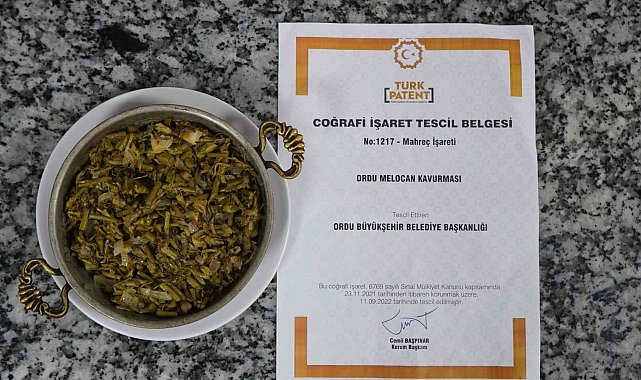 TÜRK
PATENT
COĞRAFİ İŞARET TESCİL BELGESİ
No:1217 - Mahreç İşareti
ORDU MELOCAN KAVURMASI
Tescil Ettiren
ORDU BÜYÜKŞEHİR BELEDİYE BAŞKANLIĞI
Bu coğrafi işaret, 6709 sayılı Sınai Mülkiyet Kanunu kapsamında,
23.11.2021 tarihinden itibaren korunmak üzere,
11.09.2022 tarihinde tescil edilmiştir.
Cemil BAŞPINAR
Kurum Başkanı